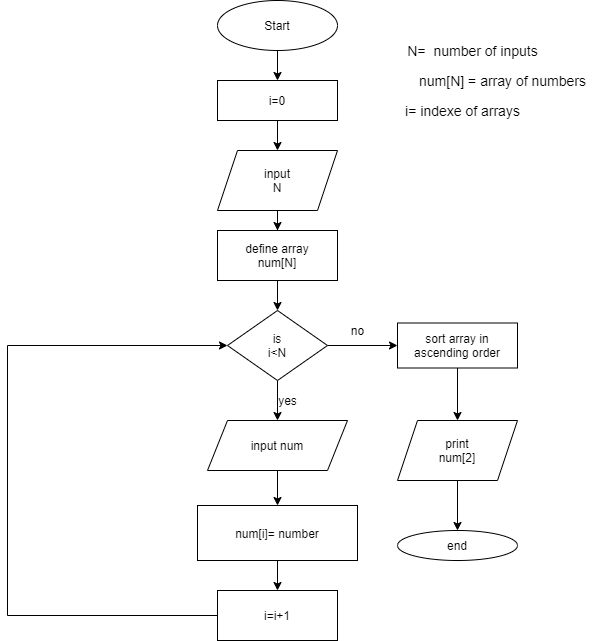 Start
N= number of inputs
num[N] = array of numbers
i= indexe of arrays
i=0
input
N
define array
num[N]
is
i<N
no
sort array in
ascending order
yes
input num
print
num[2]
num[i]= number
end
i=i+1